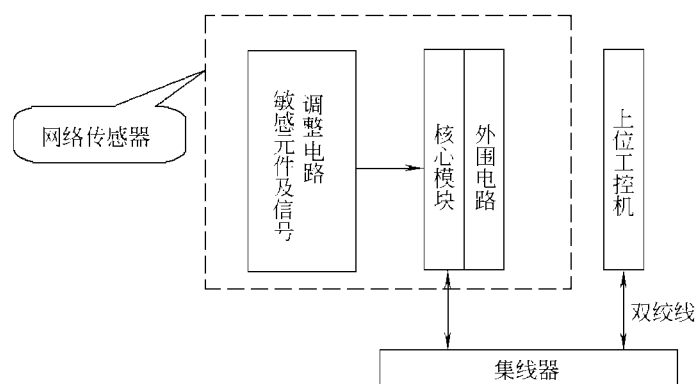 网络传感器
敏感元件及信号
调整电路
核心模块
外围电路
上位工控机
双绞线
集线器